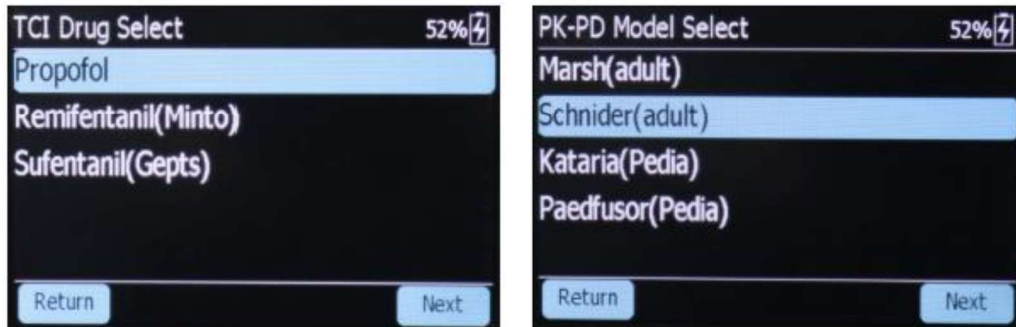 TCI Drug Select 52%
Propofol
Remifentanil(Minto)
Sufentanil(Gepts)
Return Next
PK-PD Model Select 52%
Marsh(adult)
Schnider(adult)
Kataria(Pedia)
Paedfusor(Pedia)
Return Next